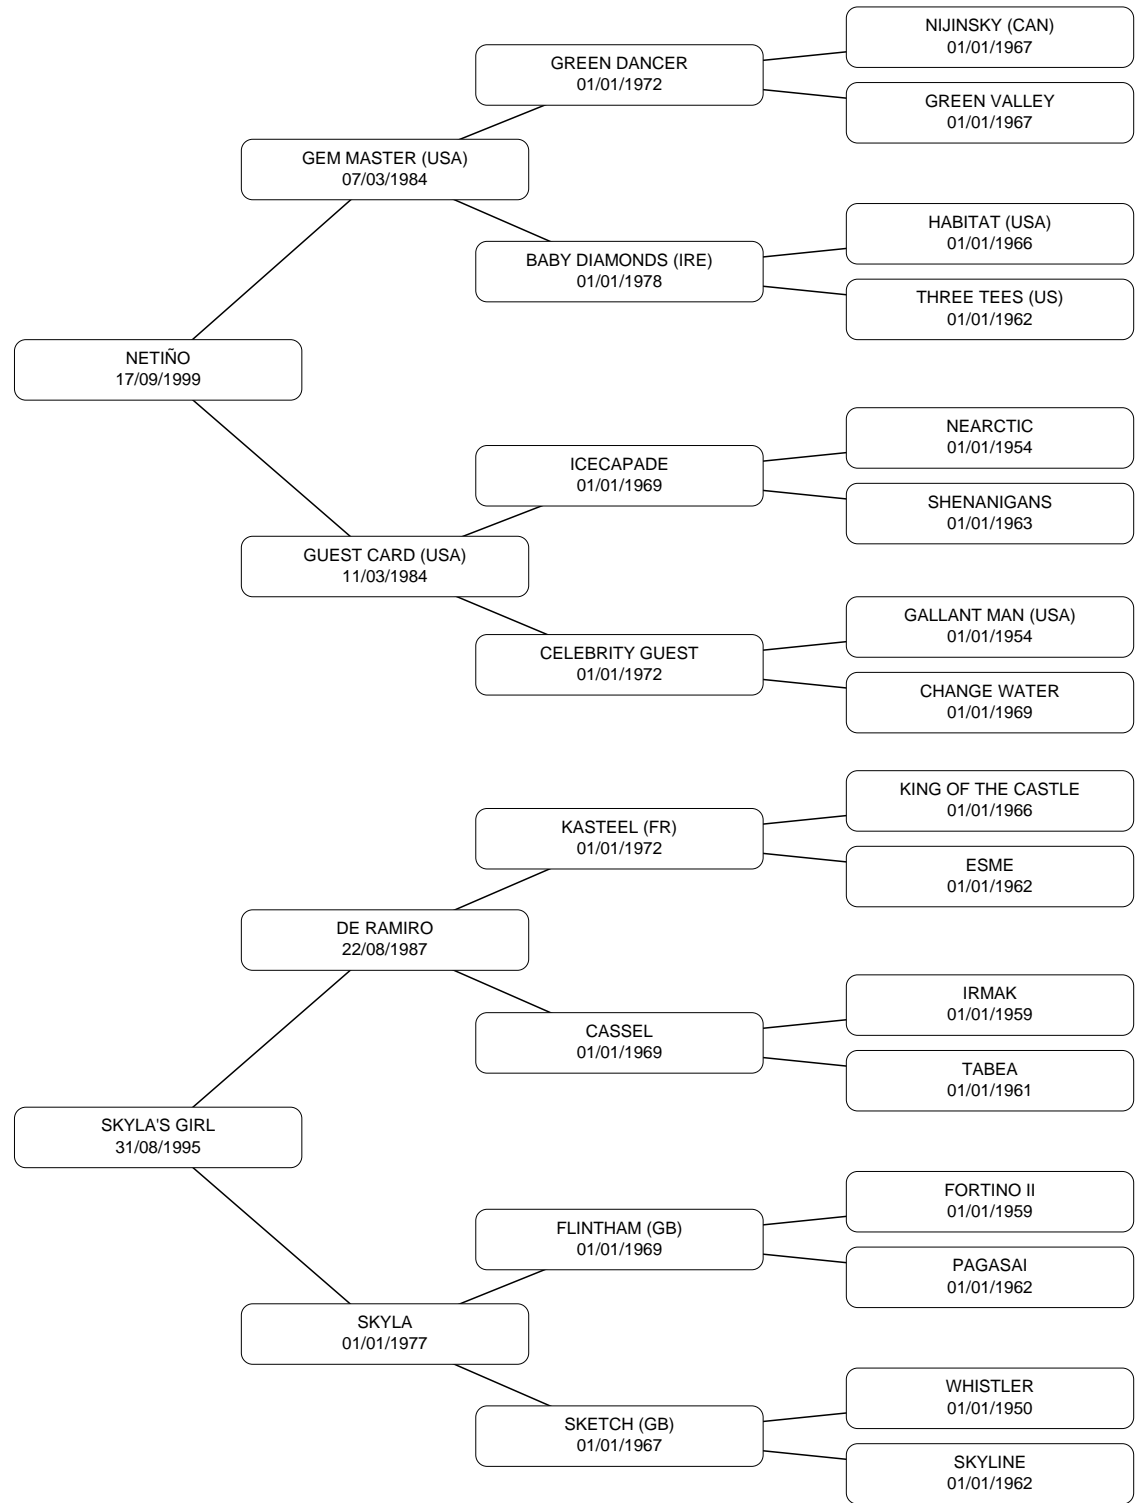 NIJINSKY (CAN)
01/01/1967
GREEN DANCER
01/01/1972
GREEN VALLEY
01/01/1967
GEM MASTER (USA)
07/03/1984
HABITAT (USA)
01/01/1966
BABY DIAMONDS (IRE)
01/01/1978
THREE TEES (US)
01/01/1962
NETIÑO
17/09/1999
NEARCTIC
01/01/1954
ICECAPADE
01/01/1969
SHENANIGANS
01/01/1963
GUEST CARD (USA)
11/03/1984
GALLANT MAN (USA)
01/01/1954
CELEBRITY GUEST
01/01/1972
CHANGE WATER
01/01/1969
KING OF THE CASTLE
01/01/1966
KASTEEL (FR)
01/01/1972
ESME
01/01/1962
DE RAMIRO
22/08/1987
IRMAK
01/01/1959
CASSEL
01/01/1969
TABEA
01/01/1961
SKYLA'S GIRL
31/08/1995
FORTINO II
01/01/1959
FLINTHAM (GB)
01/01/1969
PAGASAI
01/01/1962
SKYLA
01/01/1977
WHISTLER
01/01/1950
SKETCH (GB)
01/01/1967
SKYLINE
01/01/1962